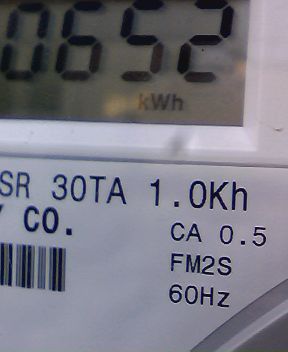 0652
kWh
SR 30TA 1.0Kh
Y CO.
CA 0.5
FM2S
60Hz